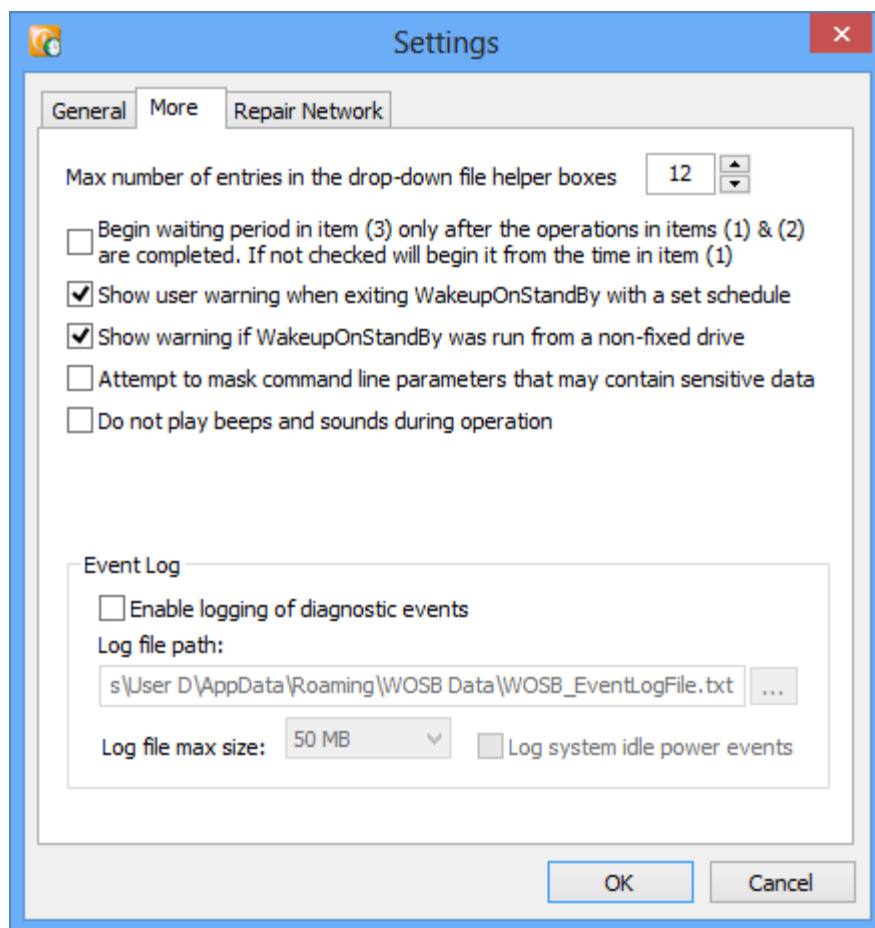 Settings
General More Repair Network
Max number of entries in the drop-down file helper boxes 12
Begin waiting period in item (3) only after the operations in items (1) & (2)
are completed. If not checked will begin it from the time in item (1)
Show user warning when exiting WakeupOnStandBy with a set schedule
Show warning if WakeupOnStandBy was run from a non-fixed drive
Attempt to mask command line parameters that may contain sensitive data
Do not play beeps and sounds during operation
Event Log
Enable logging of diagnostic events
Log file path:
s\User D\AppData\Roaming\WOSB Data\WOSB_EventLogFile.txt ...
Log file max size: 50 MB Log system idle power events
OK Cancel